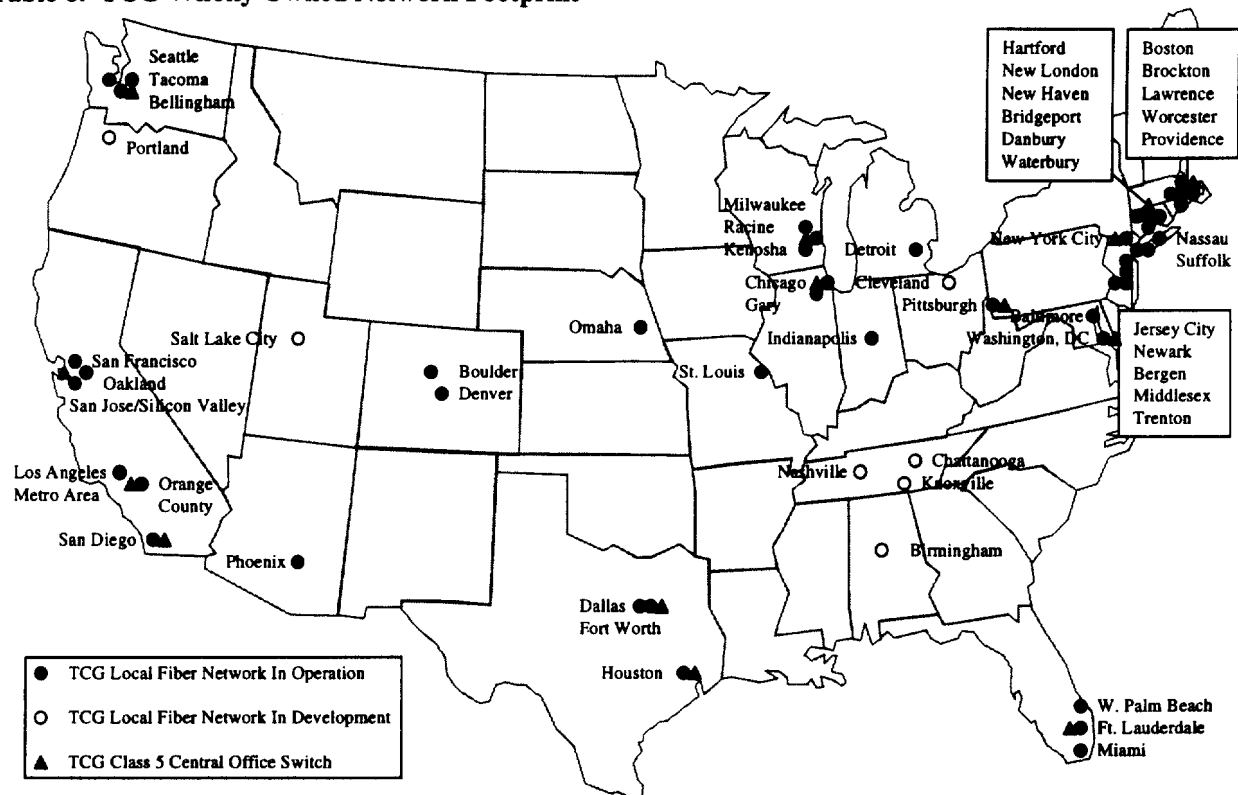 Table 8. TCG Wholly-Owned Network Footprint
Seattle
Tacoma
Bellingham
Portland
Hartford
New London
New Haven
Bridgeport
Danbury
Waterbury
Boston
Brockton
Lawrence
Worcester
Providence
Milwaukee
Racine
Kenosha
Detroit
New York City
Nassau
Suffolk
Chicago
Gary
Cleveland
Pittsburgh
Baltimore
Washington, DC
Jersey City
Newark
Bergen
Middlesex
Trenton
Omaha
Indianapolis
St. Louis
Salt Lake City
Boulder
Denver
San Francisco
Oakland
San Jose/Silicon Valley
Los Angeles
Metro Area
Orange
County
San Diego
Phoenix
Nashville
Chattanooga
Knoxville
Birmingham
Dallas
Fort Worth
Houston
W. Palm Beach
Ft. Lauderdale
Miami
TCG Local Fiber Network In Operation
TCG Local Fiber Network In Development
TCG Class 5 Central Office Switch